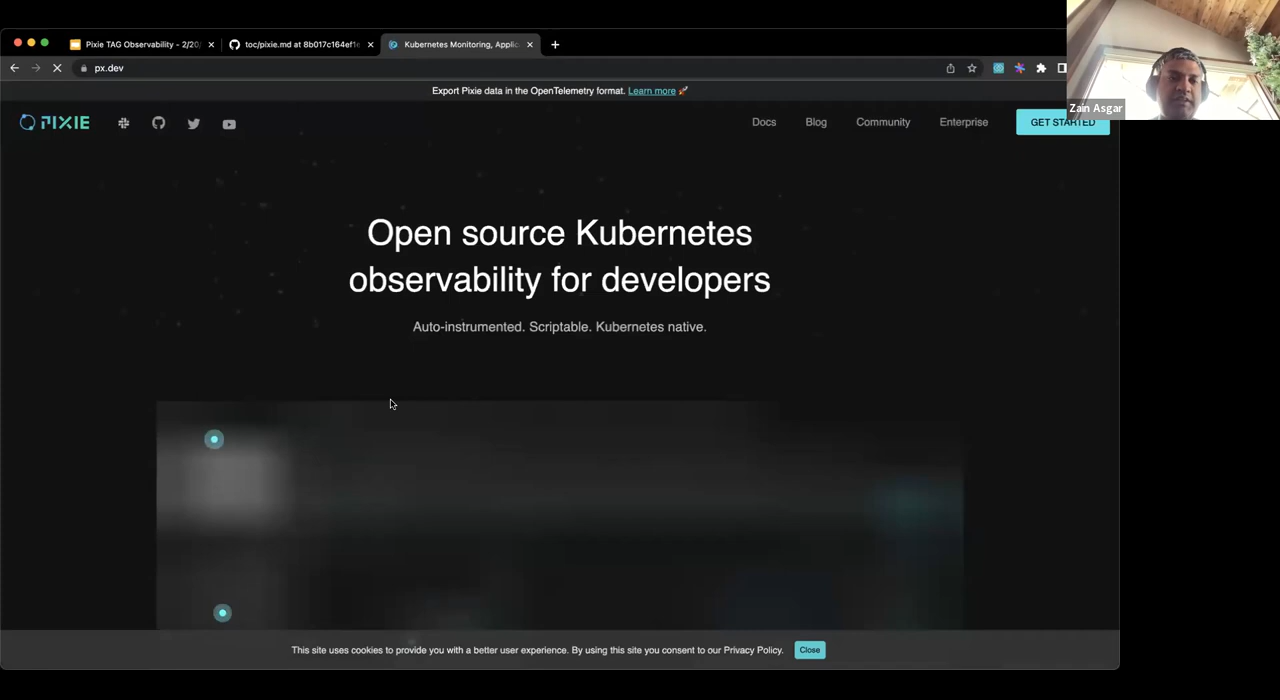 Pixie TAG Observability - 2/20/
toc/pixie.md at 8b017c164ef1e
Kubernetes Monitoring, Applic
px.dev
Zain Asgar
Export Pixie data in the OpenTelemetry format. Learn more 🚀
PIXIE
Docs
Blog
Community
Enterprise
GET STARTED
Open source Kubernetes
observability for developers
Auto-instrumented. Scriptable. Kubernetes native.
This site uses cookies to provide you with a better user experience. By using this site you consent to our Privacy Policy.
Close